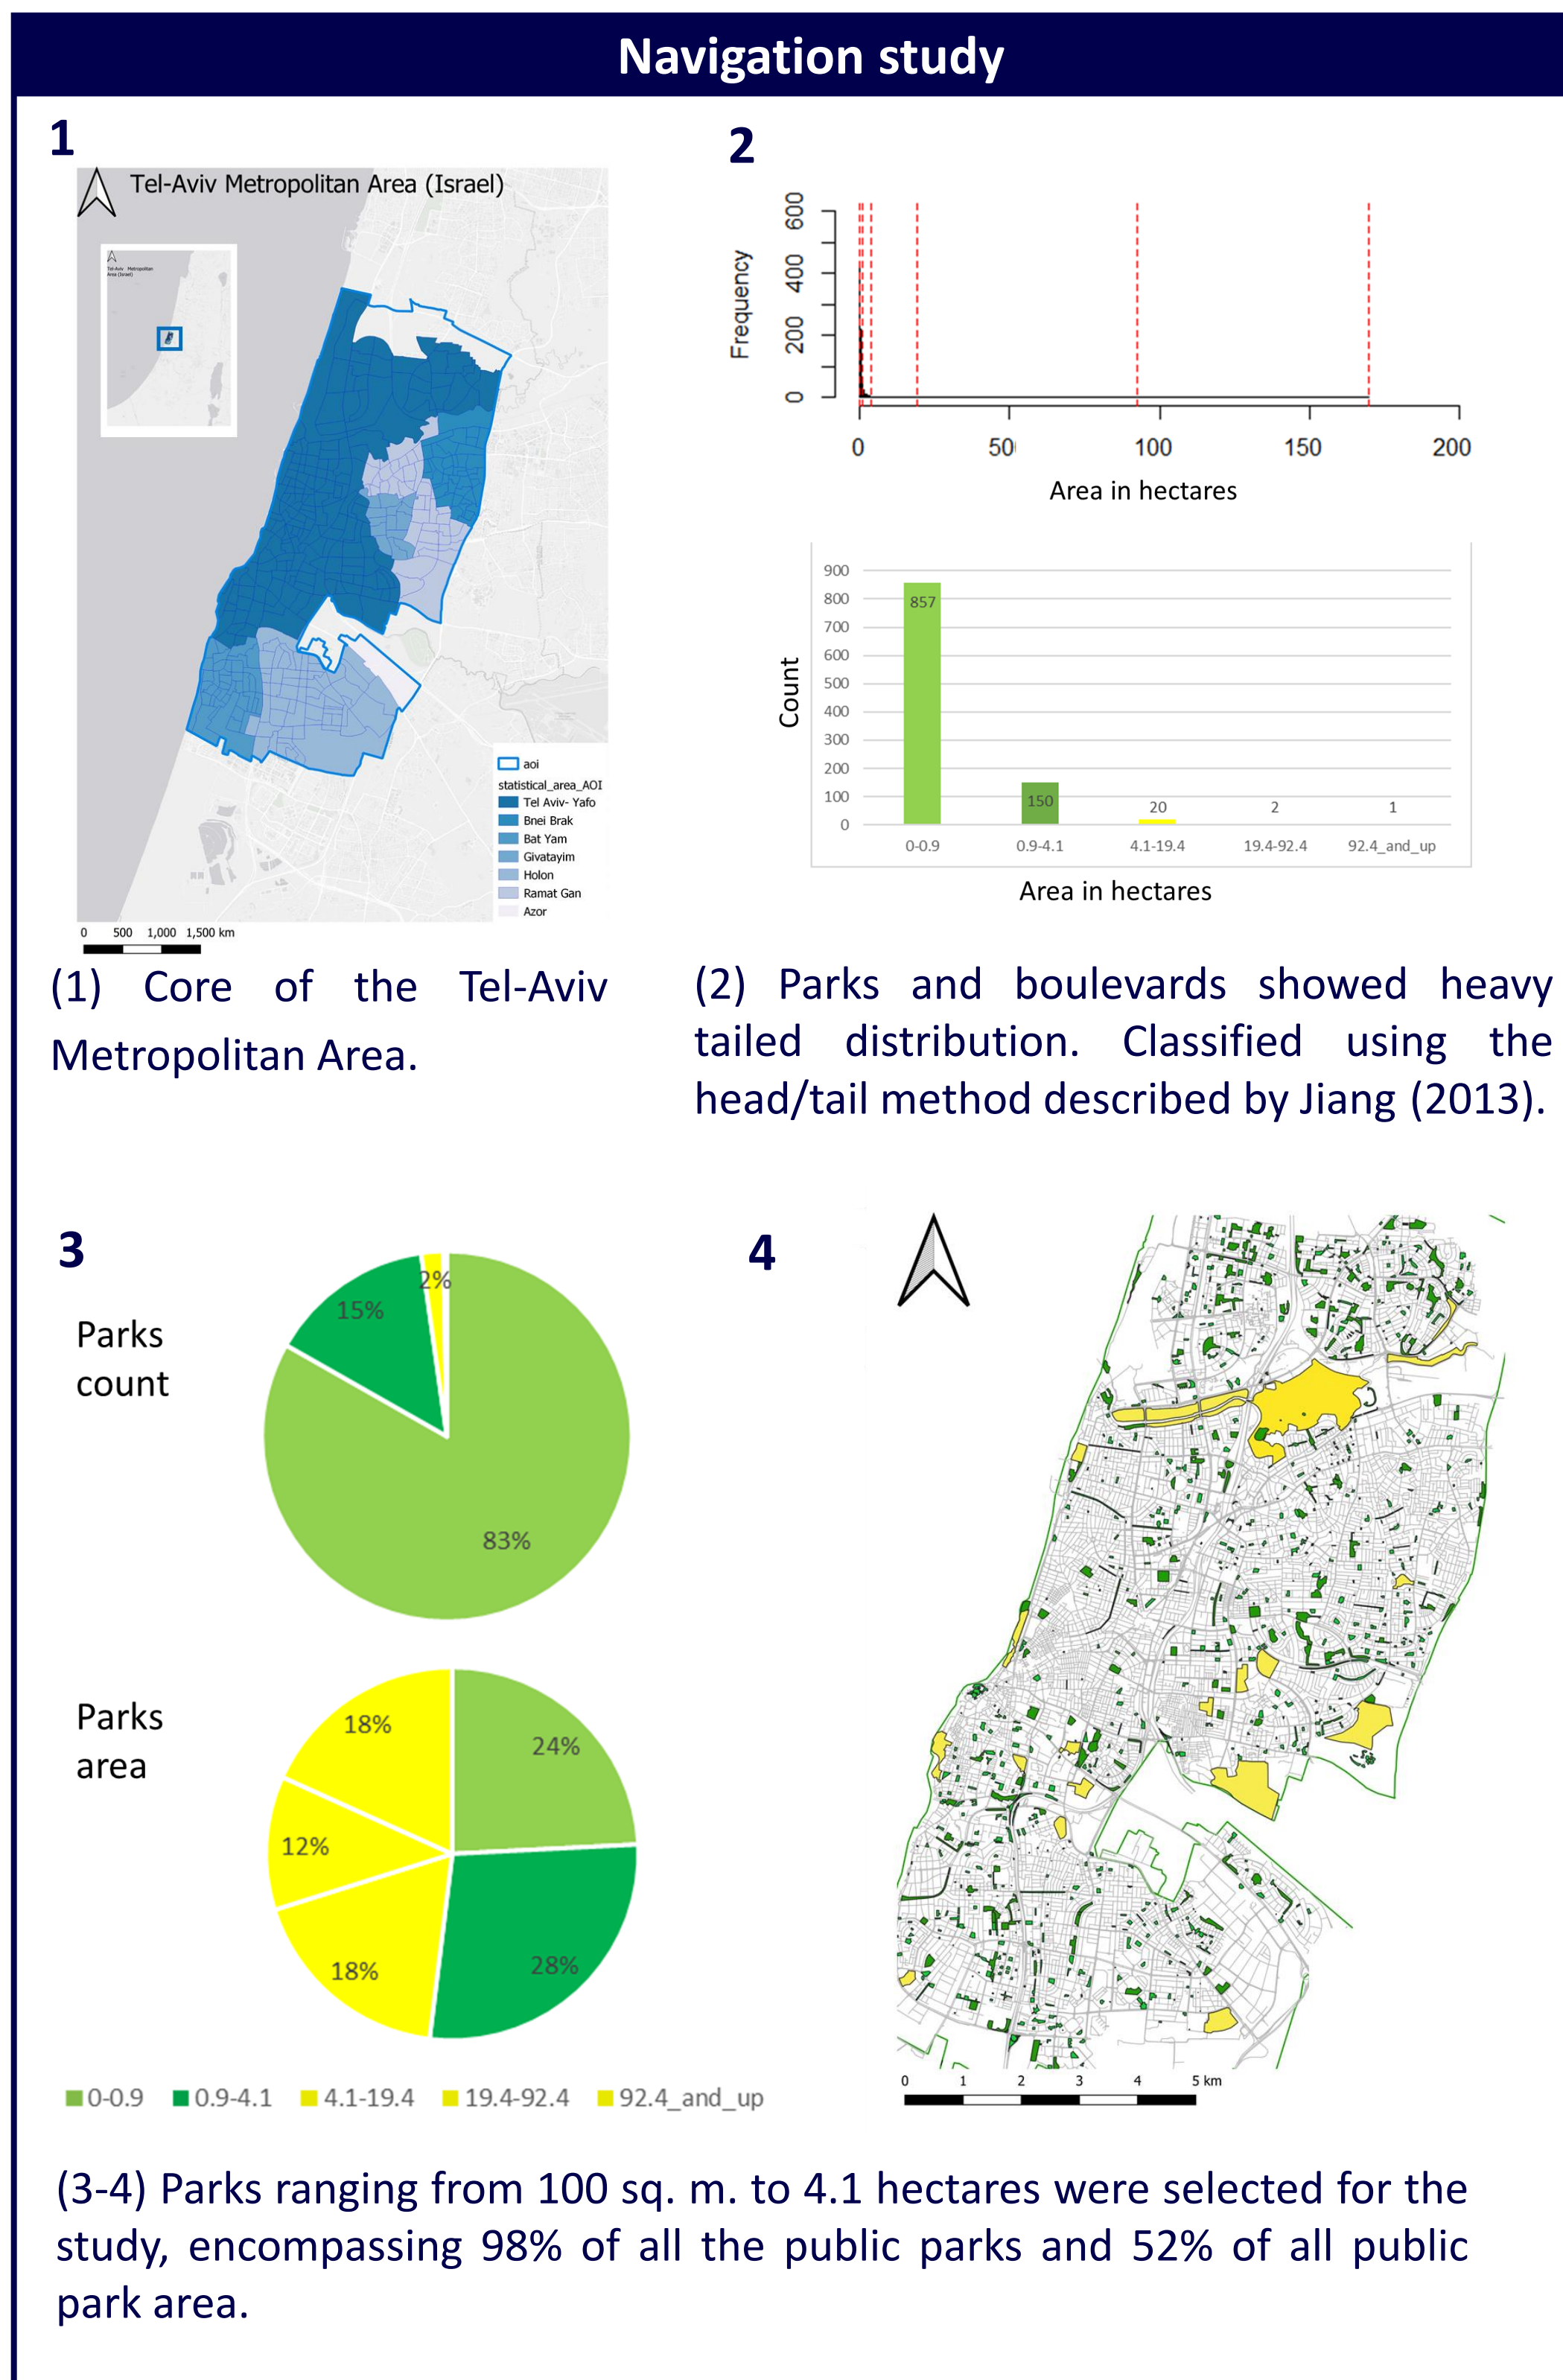 Navigation study
1
Tel-Aviv Metropolitan Area (Israel)
Tel-Aviv Metropolitan
Area (Israel)
aoi
statistical_area_AOI
Tel Aviv- Yafo
Bnei Brak
Bat Yam
Givatayim
Holon
Ramat Gan
Azor
0 500 1,000 1,500 km
(1) Core of the Tel-Aviv
Metropolitan Area.
2
Frequency
600
400
200
0
0 50 100 150 200
Area in hectares
Count
900
800
700
600
500
400
300
200
100
0
857
150
20
2
1
0-0.9 0.9-4.1 4.1-19.4 19.4-92.4 92.4_and_up
Area in hectares
(2) Parks and boulevards showed heavy
tailed distribution. Classified using the
head/tail method described by Jiang (2013).
3
Parks
count
2%
15%
83%
Parks
area
18%
24%
12%
18%
28%
0-0.9 0.9-4.1 4.1-19.4 19.4-92.4 92.4_and_up
4
0 1 2 3 4 5 km
(3-4) Parks ranging from 100 sq. m. to 4.1 hectares were selected for the
study, encompassing 98% of all the public parks and 52% of all public
park area.